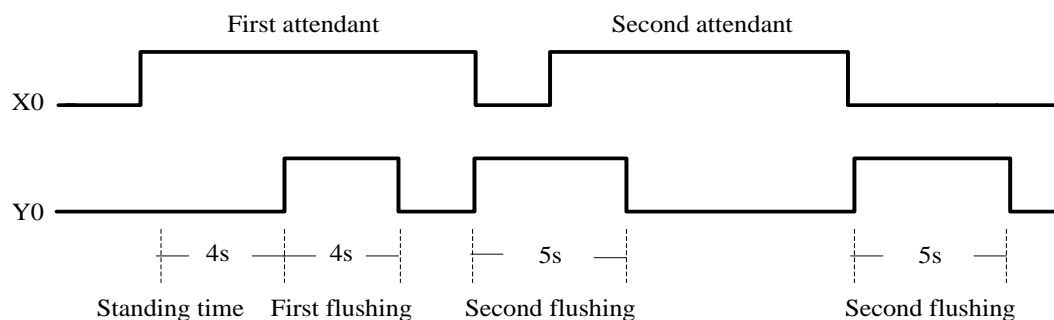 First attendant Second attendant
X0
Y0
4s 4s 5s 5s
Standing time First flushing Second flushing Second flushing